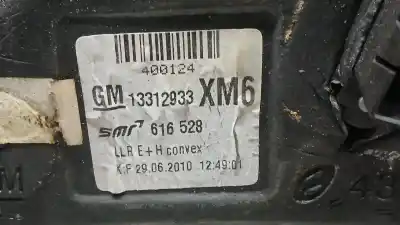 400124
GM 13312933 XM6
smr 616 528
LLR E+H convex
K:F 29.06.2010 12:49:01